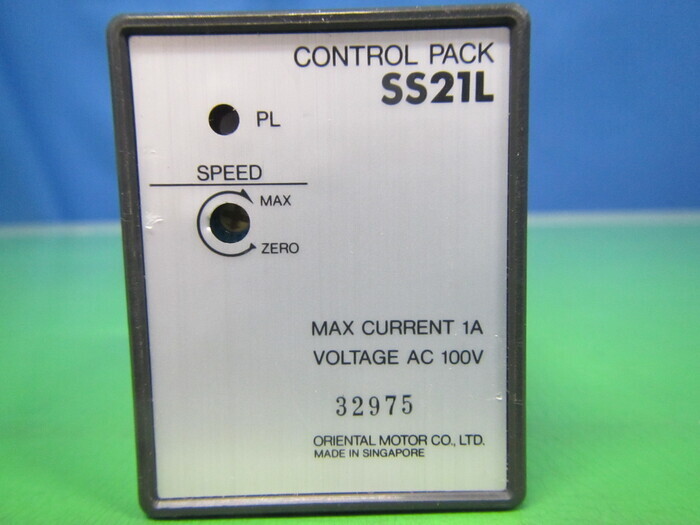 CONTROL PACK
SS21L
PL
SPEED
MAX
ZERO
MAX CURRENT 1A
VOLTAGE AC 100V
32975
ORIENTAL MOTOR CO., LTD.
MADE IN SINGAPORE